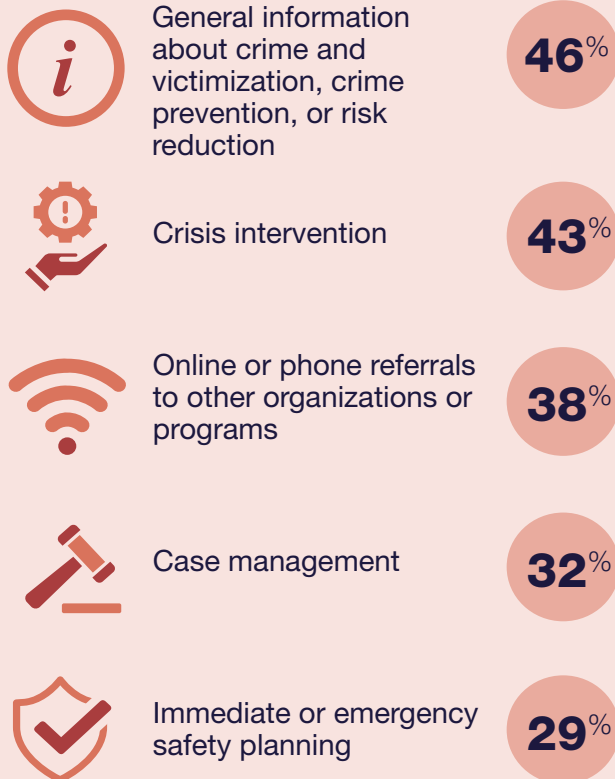 General information
about crime and
victimization, crime
prevention, or risk
reduction
46%
Crisis intervention
43%
Online or phone referrals
to other organizations or
programs
38%
Case management
32%
Immediate or emergency
safety planning
29%